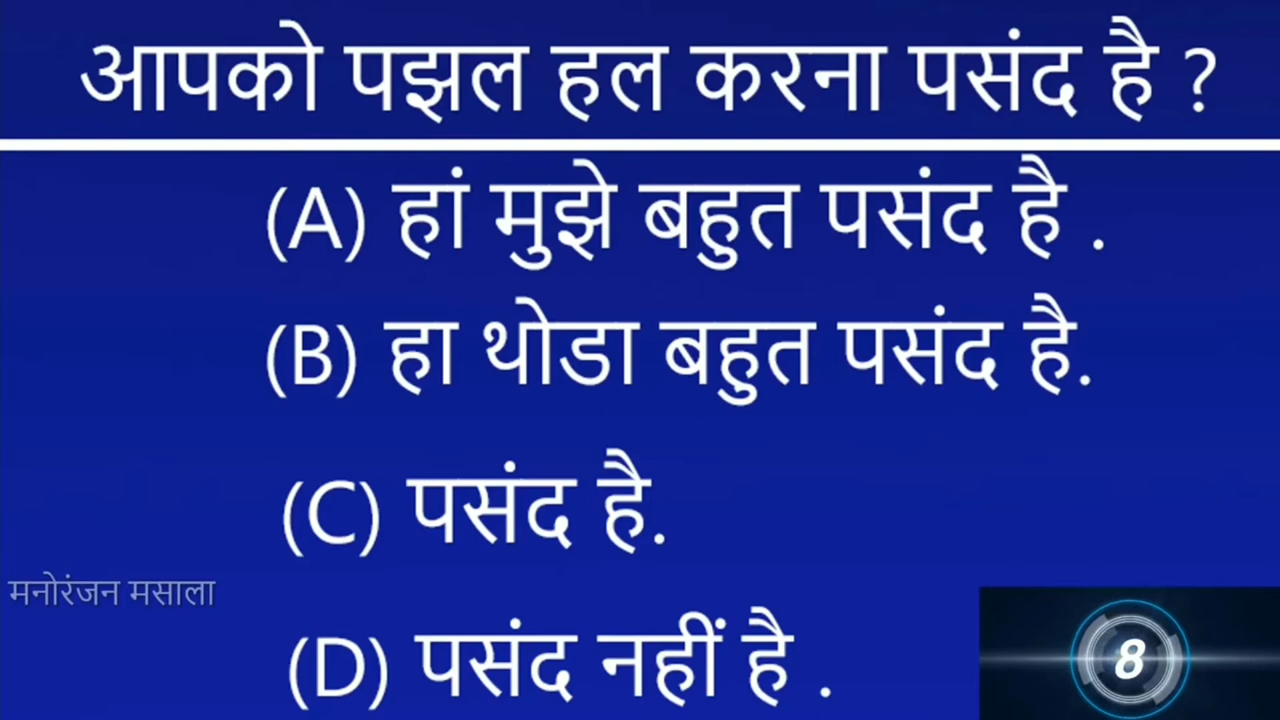 आपको पझल हल करना पसंद है ?
(A) हां मुझे बहुत पसंद है .
(B) हा थोडा बहुत पसंद है.
(C) पसंद है.
मनोरंजन मसाला
(D) पसंद नहीं है .
8